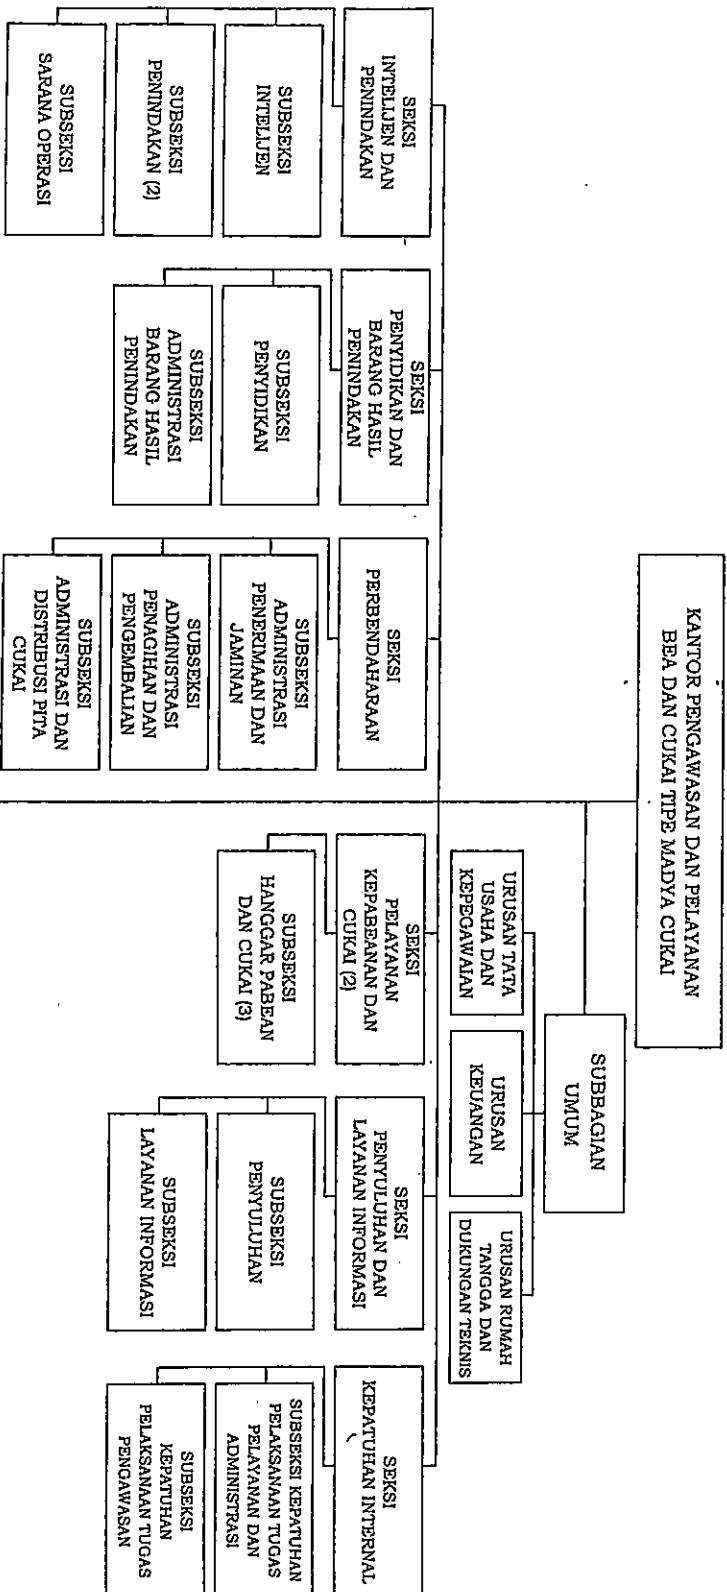 KANTOR PENGAWASAN DAN PELAYANAN
BEA DAN CUKAI TIPE MADYA CUKAI
SUBBAGIAN
UMUM
URUSAN TATA
USAHA DAN
KEPEGAWAIAN
URUSAN
KEUANGAN
URUSAN RUMAH
TANGGA DAN
DUKUNGAN TEKNIS
SEKSI
INTELIJEN DAN
PENINDAKAN
SUBSEKSI
INTELIJEN
SUBSEKSI
PENINDAKAN (2)
SUBSEKSI
SARANA OPERASI
SEKSI
PENYIDIKAN DAN
BARANG HASIL
PENINDAKAN
SUBSEKSI
PENYIDIKAN
SUBSEKSI
ADMINISTRASI
BARANG HASIL
PENINDAKAN
SEKSI
PERBENDAHARAAN
SUBSEKSI
ADMINISTRASI
PENERIMAAN DAN
JAMINAN
SUBSEKSI
ADMINISTRASI
PENAGIHAN DAN
PENGEMBALIAN
SUBSEKSI
ADMINISTRASI DAN
DISTRIBUSI PITA
CUKAI
SEKSI
PELAYANAN
KEPABEANAN DAN
CUKAI (2)
SUBSEKSI
HANGGAR PABEAN
DAN CUKAI (3)
SEKSI
PENYULUHAN DAN
LAYANAN INFORMASI
SUBSEKSI
PENYULUHAN
SUBSEKSI
LAYANAN INFORMASI
SEKSI
KEPATUHAN INTERNAL
SUBSEKSI KEPATUHAN
PELAKSANAAN TUGAS
PELAYANAN DAN
ADMINISTRASI
SUBSEKSI
KEPATUHAN
PELAKSANAAN TUGAS
PENGAWASAN